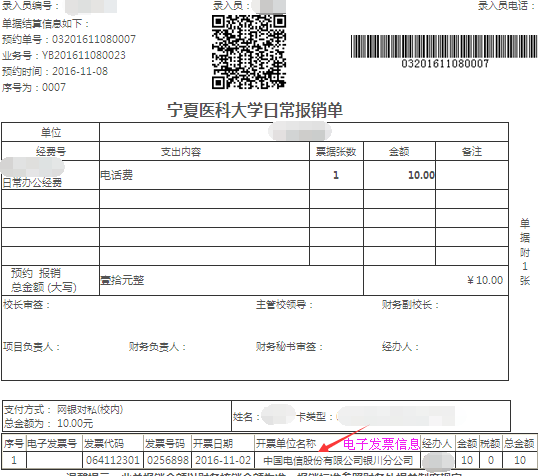 录入员编号：
录入员：
录入员电话：
单据结算信息如下：
预约单号：03201611080007
业务号：YB201611080023
预约时间：2016-11-08
序号为：0007
03201611080007
宁夏医科大学日常报销单
单位
经费号 支出内容 票据张数 金额 备注
日常办公经费 电话费 1 10.00
单据附1张
预约 报销
总金额(大写) 壹拾元整 ￥10.00
校长审签： 主管校领导： 财务副校长：
项目负责人： 财务负责人： 财务秘书审签： 经办人：
支付方式： 网银对私(校内)
总金额为： 10.00元
姓名： 卡类型：
电子发票信息
序号 电子发票号 发票代码 发票号码 开票日期 开票单位名称 经办人 金额 税额 总金额
1 064112301 0256898 2016-11-02 中国电信股份有限公司银川分公司 10 0 10